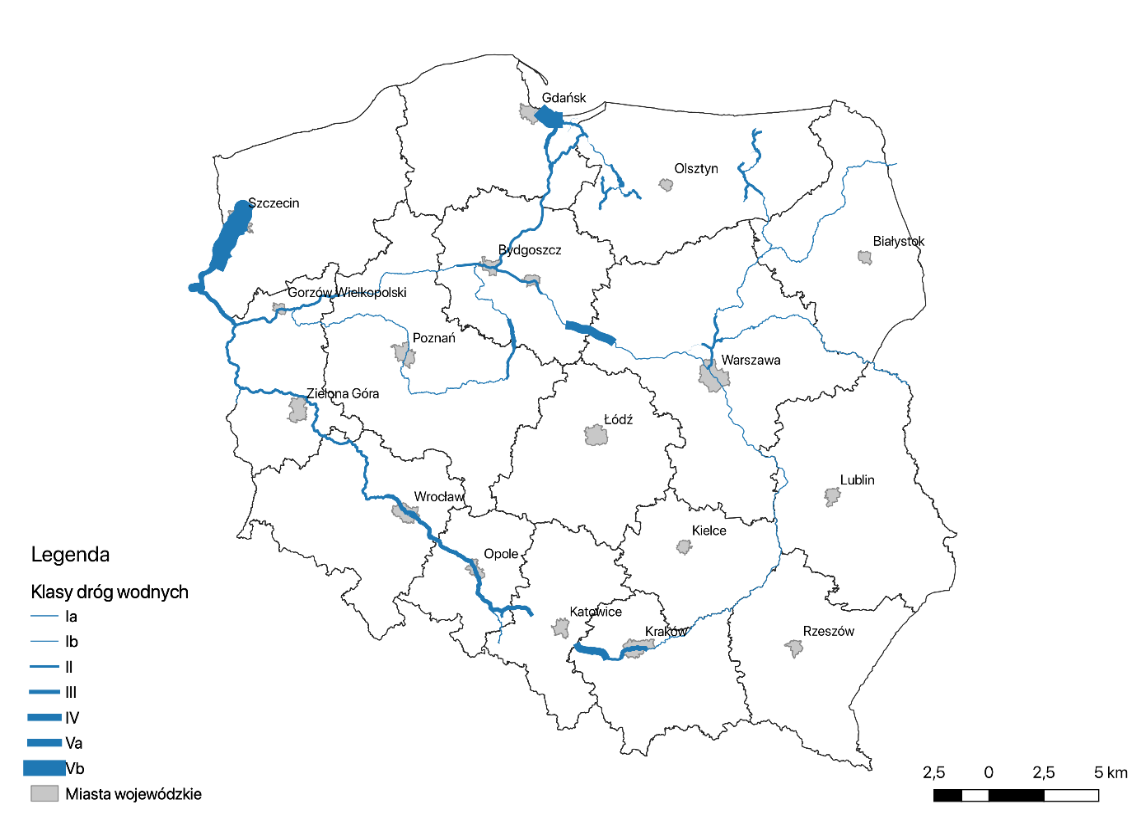 Gdańsk
Olsztyn
Szczecin
Białystok
Bydgoszcz
Gorzów Wielkopolski
Poznań
Warszawa
Zielona Góra
Łódź
Lublin
Wrocław
Kielce
Opole
Katowice
Kraków
Rzeszów
Legenda
Klasy dróg wodnych
Ia
Ib
II
III
IV
Va
Vb
Miasta wojewódzkie
2,5 0 2,5 5 km